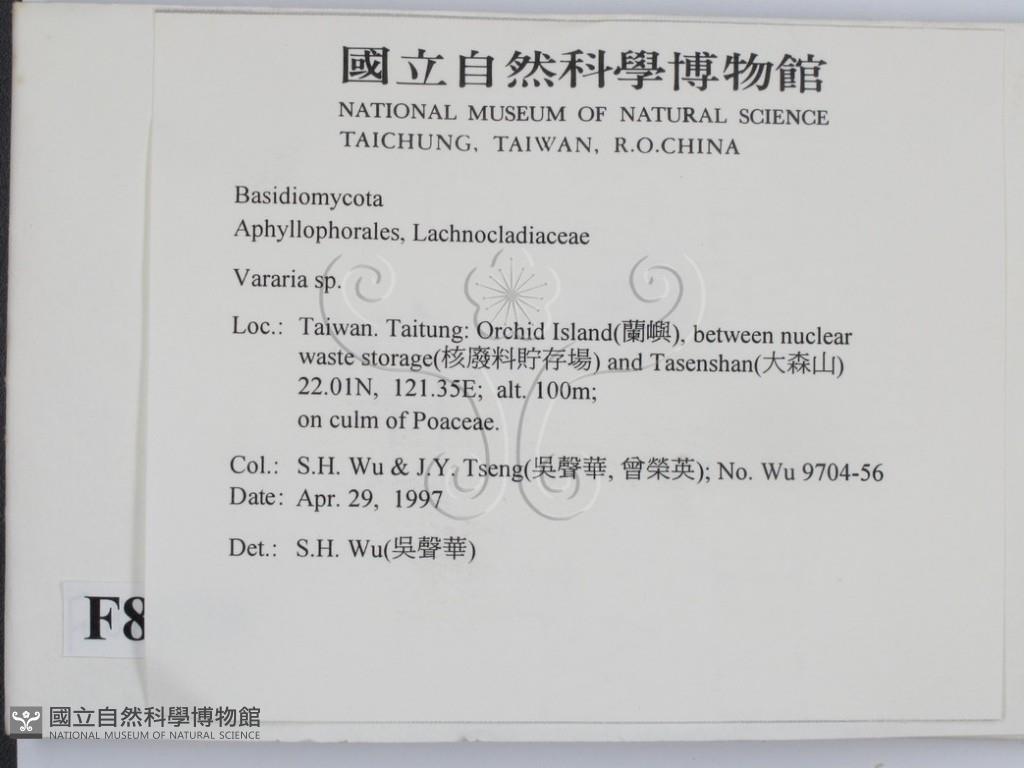 國立自然科學博物館
NATIONAL MUSEUM OF NATURAL SCIENCE
TAICHUNG, TAIWAN, R.O.CHINA
Basidiomycota
Aphyllophorales, Lachnocladiaceae
Vararia sp.
Loc.: Taiwan. Taitung: Orchid Island(蘭嶼), between nuclear
waste storage(核廢料貯存場) and Tasenshan(大森山)
22.01N, 121.35E; alt. 100m;
on culm of Poaceae.
Col.: S.H. Wu & J.Y. Tseng(吳聲華, 曾榮英); No. Wu 9704-56
Date: Apr. 29, 1997
Det.: S.H. Wu(吳聲華)
F8
國立自然科學博物館
NATIONAL MUSEUM OF NATURAL SCIENCE